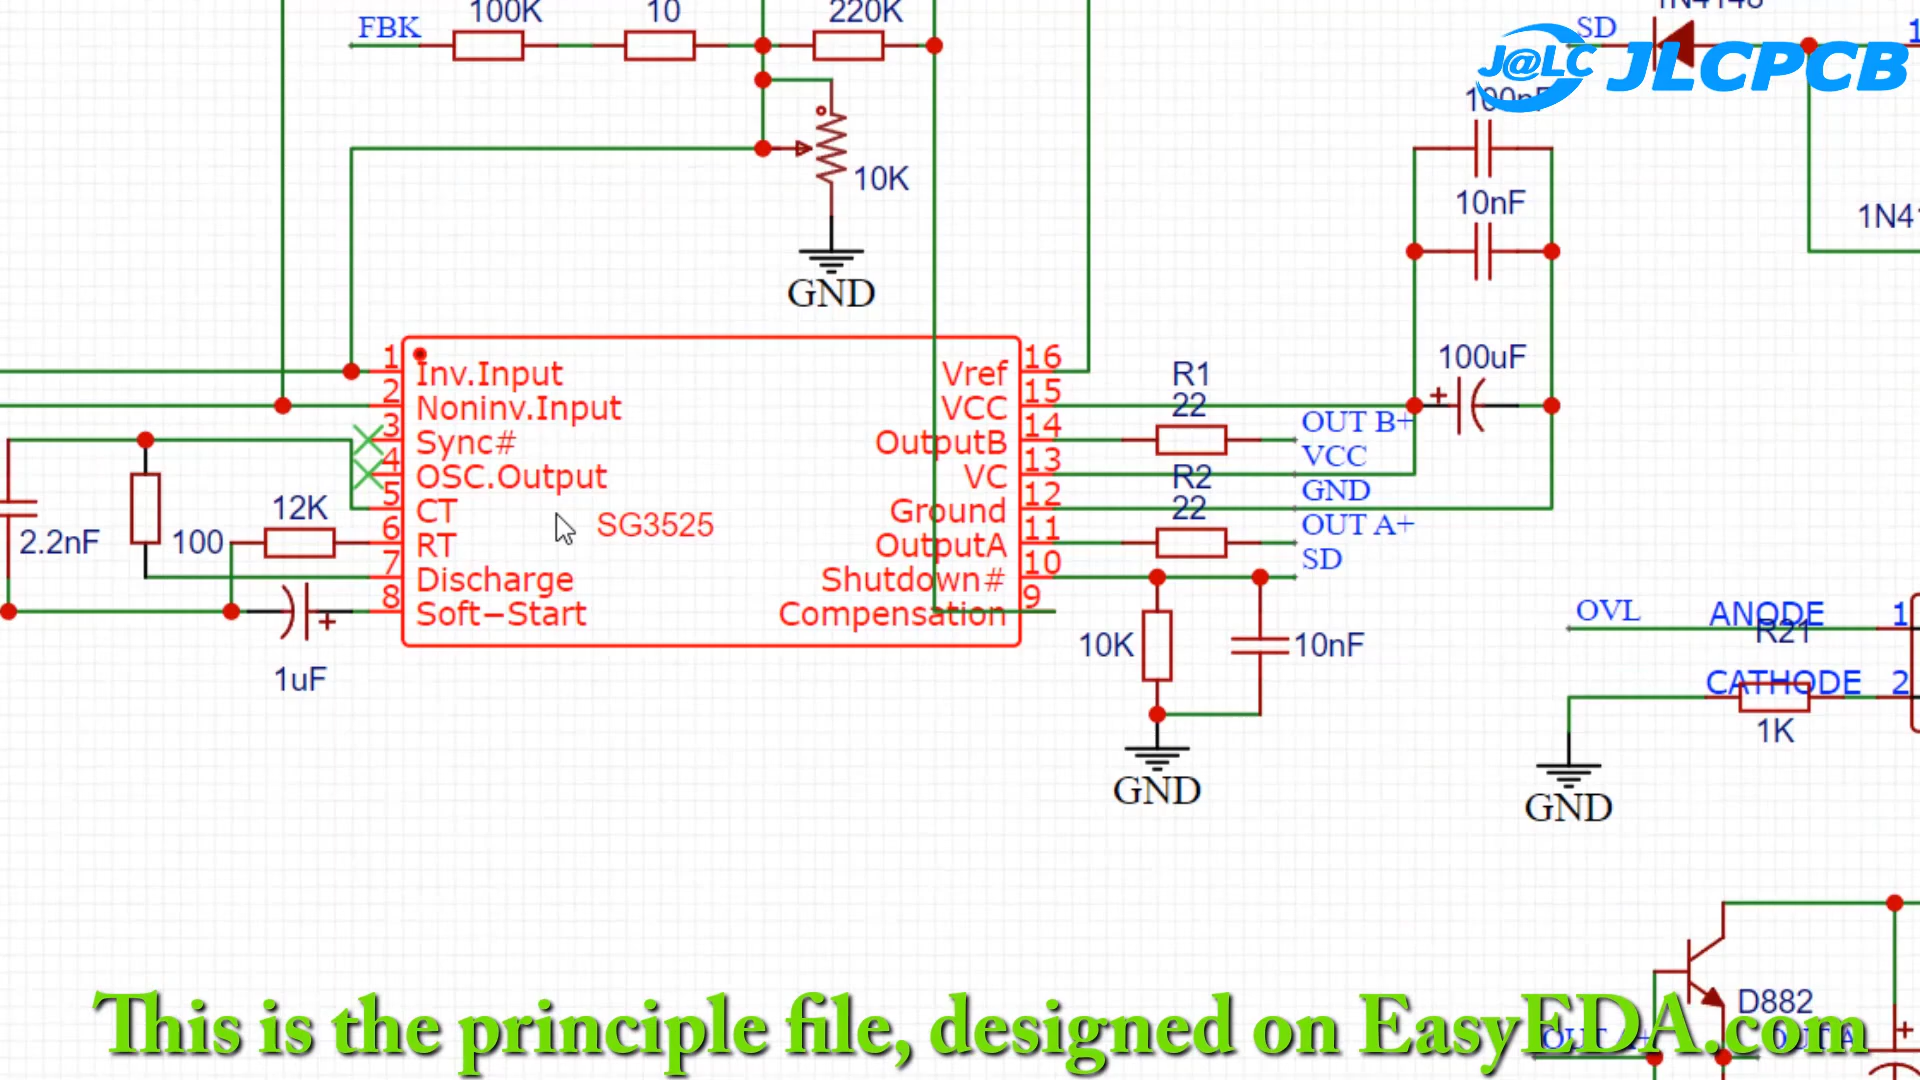 FBK
100K
10
220K
SD
J@LC JLCPCB
10K
GND
100nF
10nF
100uF
1 Inv.Input
2 Noninv.Input
3 Sync#
4 OSC.Output
5 CT
6 RT
7 Discharge
8 Soft-Start
SG3525
Vref 16
VCC 15
OutputB 14
VC 13
Ground 12
OutputA 11
Shutdown# 10
Compensation 9
R1
22
R2
22
OUT B+
VCC
GND
OUT A+
SD
2.2nF
100
12K
1uF
10K
10nF
GND
OVL
ANODE 1
R21
CATHODE 2
1K
GND
D882
OUT A+
This is the principle file, designed on EasyEDA.com